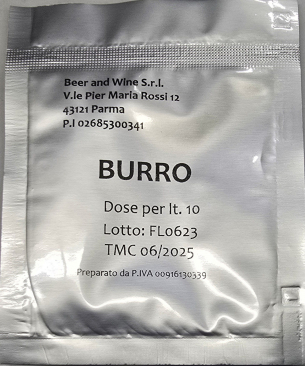 Beer and Wine S.r.l.
V.le Pier Maria Rossi 12
43121 Parma
P.I 02685300341
BURRO
Dose per lt. 10
Lotto: FL0623
TMC 06/2025
Preparato da P.IVA 00916130339